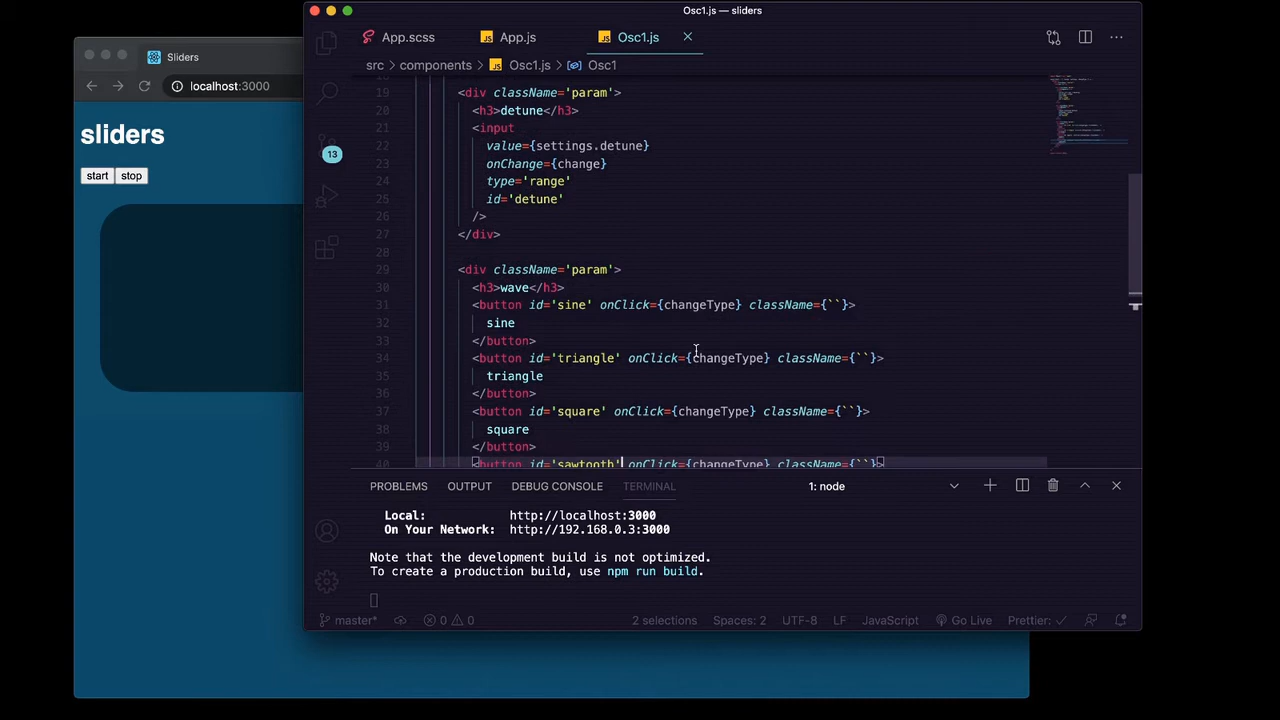 Osc1.js — sliders
Sliders
localhost:3000
sliders
start stop
App.scss App.js Osc1.js
src components Osc1.js Osc1
13
19 <div className='param'>
20 <h3>detune</h3>
21 <input
22 value={settings.detune}
23 onChange={change}
24 type='range'
25 id='detune'
26 />
27 </div>
28
29 <div className='param'>
30 <h3>wave</h3>
31 <button id='sine' onClick={changeType} className={``}>
32 sine
33 </button>
34 <button id='triangle' onClick={changeType} className={``}>
35 triangle
36 </button>
37 <button id='square' onClick={changeType} className={``}>
38 square
39 </button>
40 <button id='sawtooth' onClick={changeType} className={``}>
PROBLEMS OUTPUT DEBUG CONSOLE TERMINAL 1: node
Local: http://localhost:3000
On Your Network: http://192.168.0.3:3000
Note that the development build is not optimized.
To create a production build, use npm run build.
master* 0 0 2 selections Spaces: 2 UTF-8 LF JavaScript Go Live Prettier: ✓